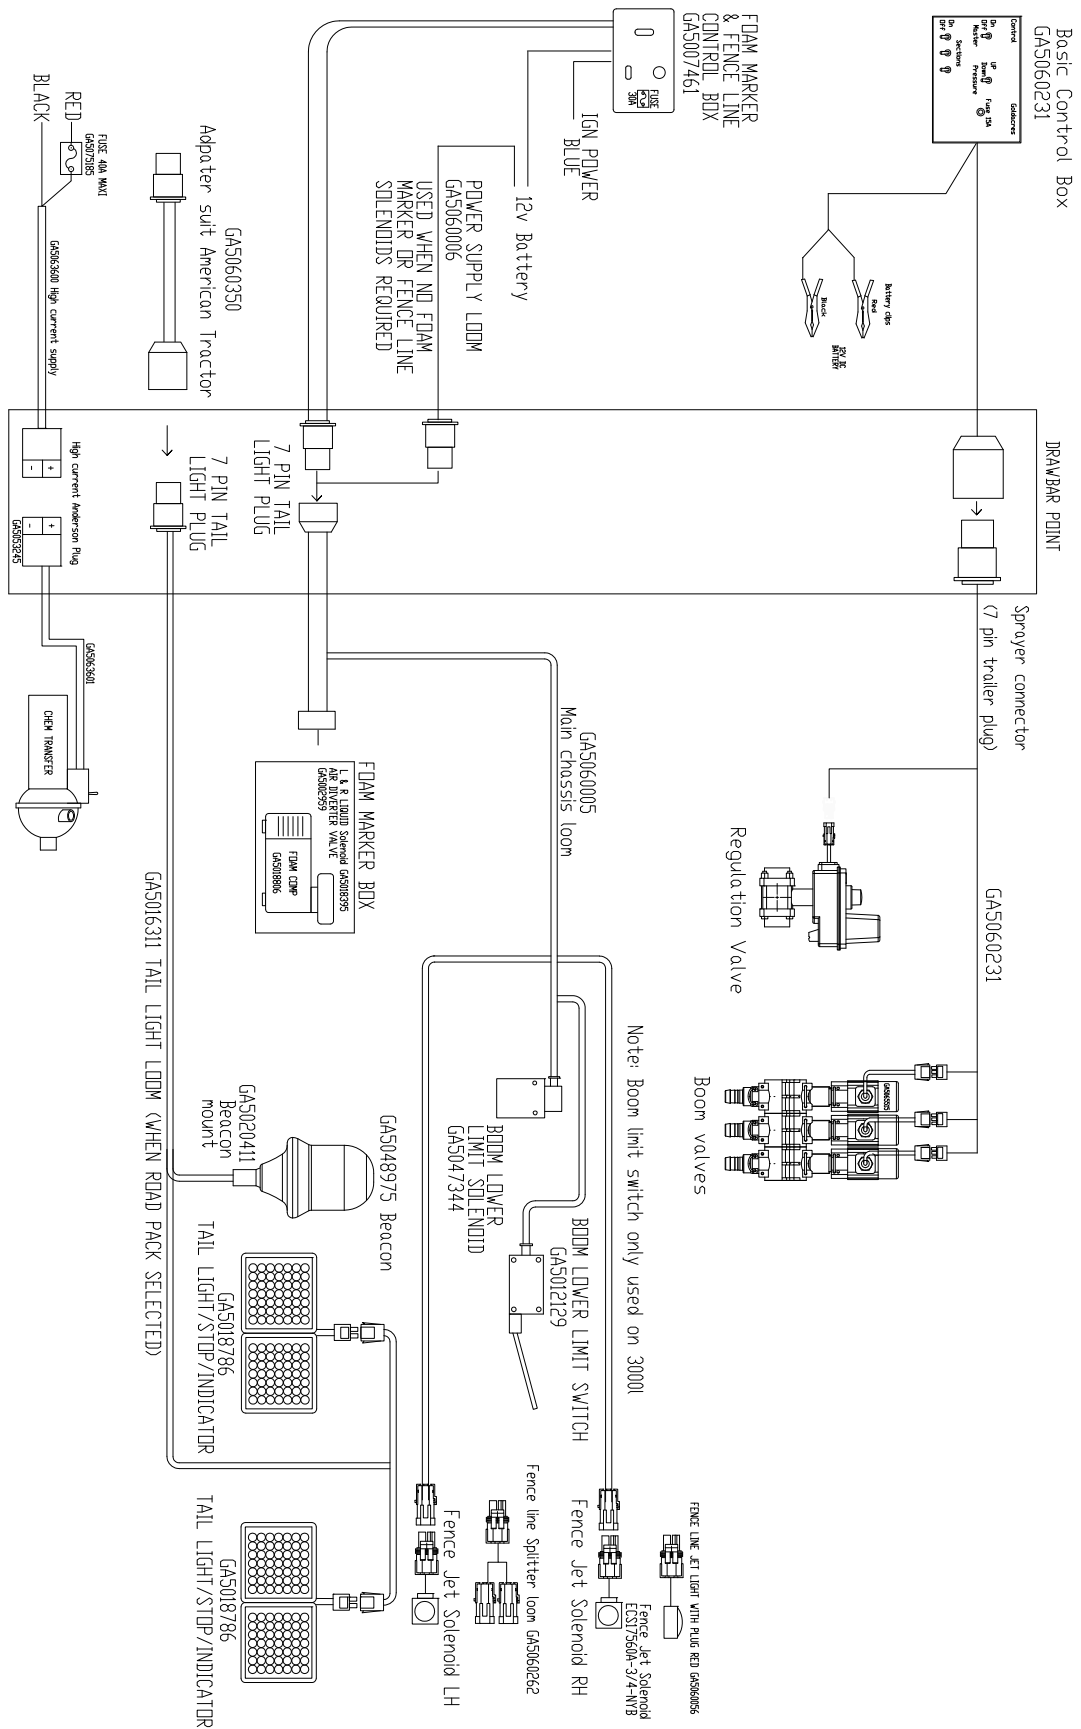 Basic Control Box
GA5060231
Control
Goldacres
On
Off
Master
UP
Down
Pressure
Fuse 15A
On
Off
Sections
Battery clips
Red
Black
12V DC
BATTERY
DRAWBAR POINT
Sprayer connector
(7 pin trailer plug)
GA5060231
Regulation Valve
Boom valves
GA5065505
FOAM MARKER
& FENCE LINE
CONTROL BOX
GA5007461
FUSE
30A
IGN POWER
BLUE
12v Battery
POWER SUPPLY LOOM
GA5060006
USED WHEN NO FOAM
MARKER OR FENCE LINE
SOLENOIDS REQUIRED
7 PIN TAIL
LIGHT PLUG
GA5060005
Main chassis loom
FOAM MARKER BOX
L & R LIQUID Solenoid GA5018395
AIR DIVERTER VALVE
GA5002959
FOAM COMP
GA5018806
Note: Boom limit switch only used on 3000l
BOOM LOWER LIMIT SWITCH
GA5012129
BOOM LOWER
LIMIT SOLENOID
GA5047344
FENCE LINE JET LIGHT WITH PLUG RED GA5060056
Fence Jet Solenoid
ECS17560A-3/4-NYB
Fence Jet Solenoid RH
Fence line Splitter loom GA5060262
Fence Jet Solenoid LH
GA5060350
Adpater suit American Tractor
7 PIN TAIL
LIGHT PLUG
GA5016311 TAIL LIGHT LOOM (WHEN ROAD PACK SELECTED)
GA5048975 Beacon
GA5020411
Beacon
mount
TAIL LIGHT/STOP/INDICATOR
GA5018786
TAIL LIGHT/STOP/INDICATOR
GA5018786
RED
BLACK
FUSE 40A MAXI
GA5075185
GA5063600 High current supply
High current Anderson Plug
+
-
+
-
GA5053245
GA5063601
CHEM TRANSFER